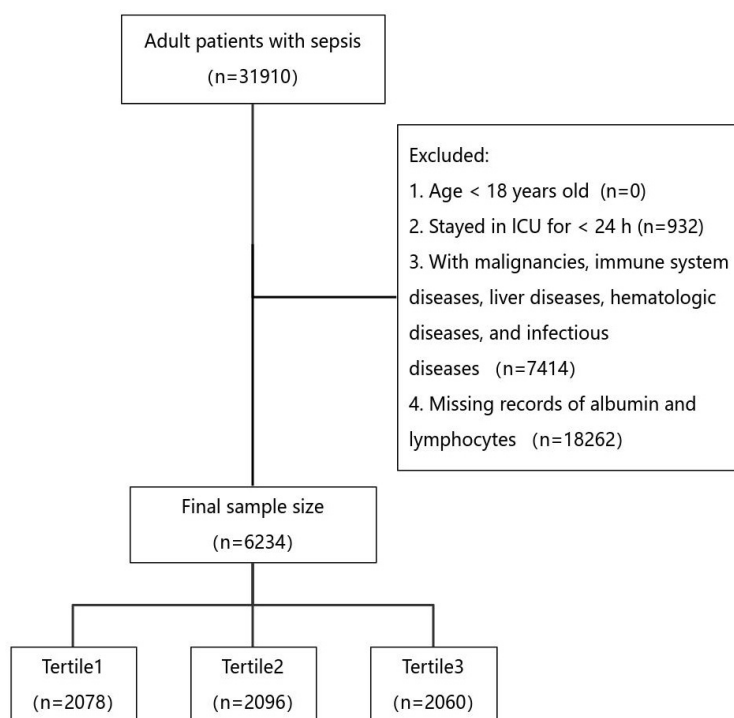 Adult patients with sepsis
(n=31910)
Excluded:
1. Age < 18 years old (n=0)
2. Stayed in ICU for < 24 h (n=932)
3. With malignancies, immune system
diseases, liver diseases, hematologic
diseases, and infectious
diseases (n=7414)
4. Missing records of albumin and
lymphocytes (n=18262)
Final sample size
(n=6234)
Tertile1
(n=2078)
Tertile2
(n=2096)
Tertile3
(n=2060)